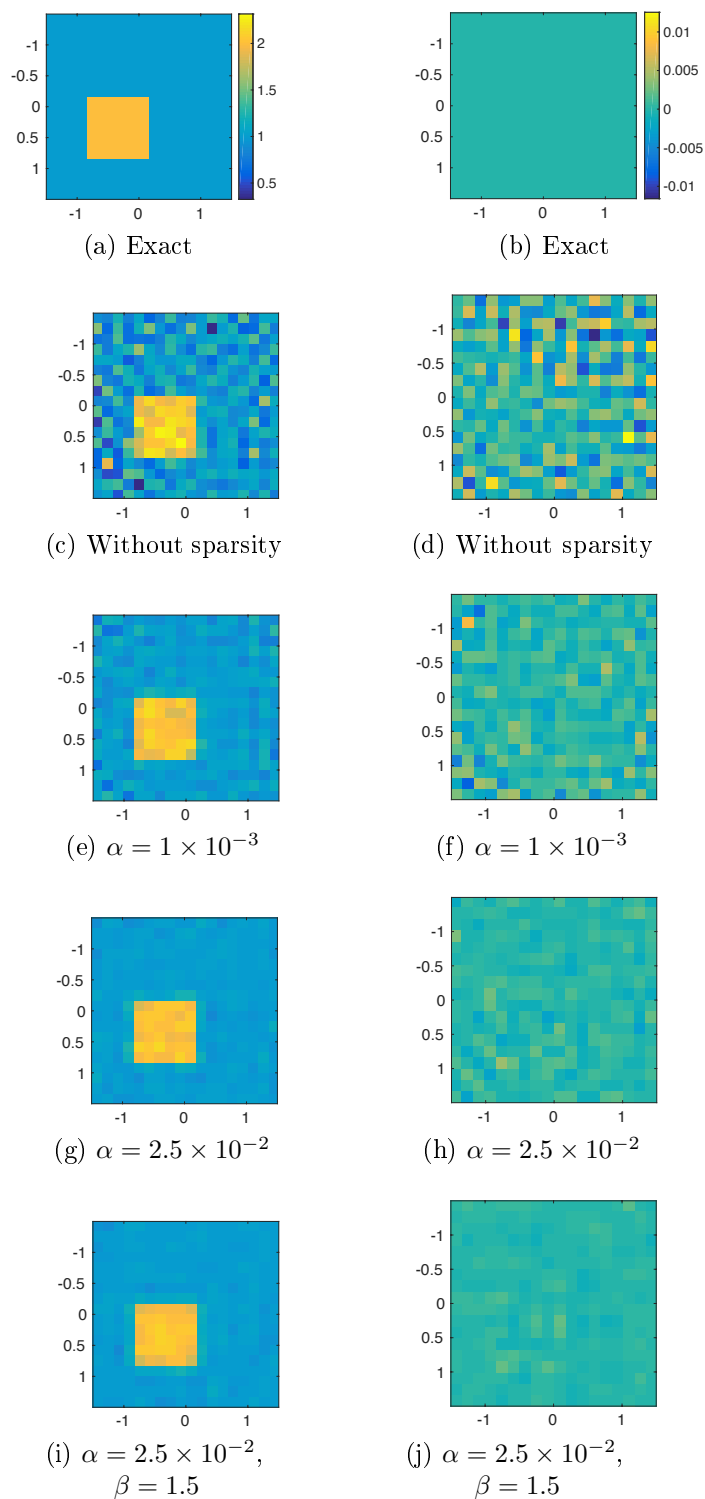 -1
-0.5
0
0.5
1
-1 0 1
2
1.5
1
0.5
(a) Exact
-1
-0.5
0
0.5
1
-1 0 1
0.01
0.005
0
-0.005
-0.01
(b) Exact
-1
-0.5
0
0.5
1
-1 0 1
(c) Without sparsity
-1
-0.5
0
0.5
1
-1 0 1
(d) Without sparsity
-1
-0.5
0
0.5
1
-1 0 1
(e) α = 1 × 10⁻³
-1
-0.5
0
0.5
1
-1 0 1
(f) α = 1 × 10⁻³
-1
-0.5
0
0.5
1
-1 0 1
(g) α = 2.5 × 10⁻²
-1
-0.5
0
0.5
1
-1 0 1
(h) α = 2.5 × 10⁻²
-1
-0.5
0
0.5
1
-1 0 1
(i) α = 2.5 × 10⁻²,
β = 1.5
-1
-0.5
0
0.5
1
-1 0 1
(j) α = 2.5 × 10⁻²,
β = 1.5